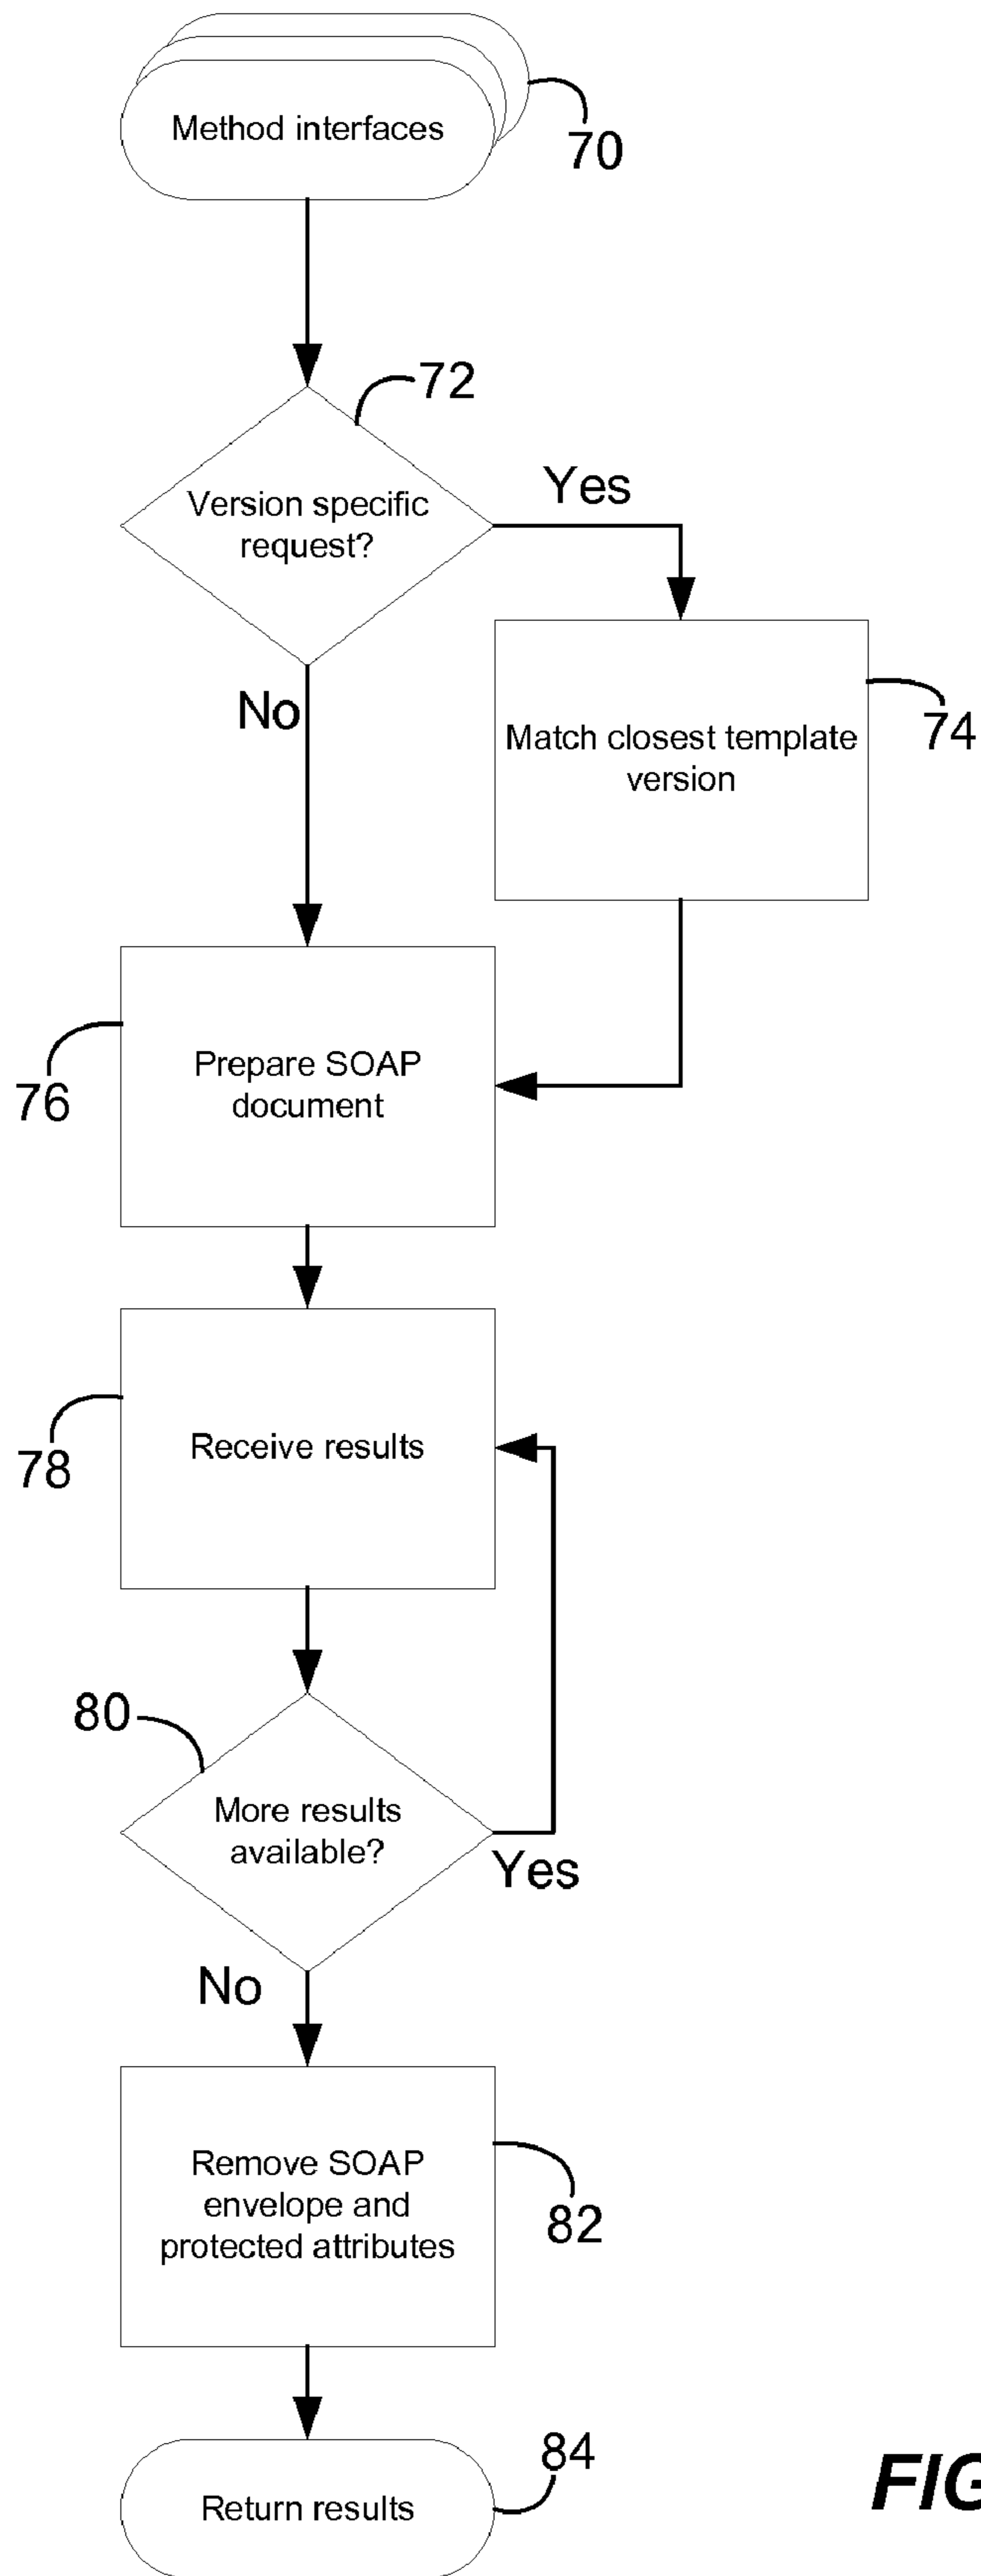 Method interfaces
70
72
Version specific
request?
Yes
No
Match closest template
version
74
Prepare SOAP
document
76
Receive results
78
80
More results
available?
Yes
No
Remove SOAP
envelope and
protected attributes
82
84
Return results
FIG